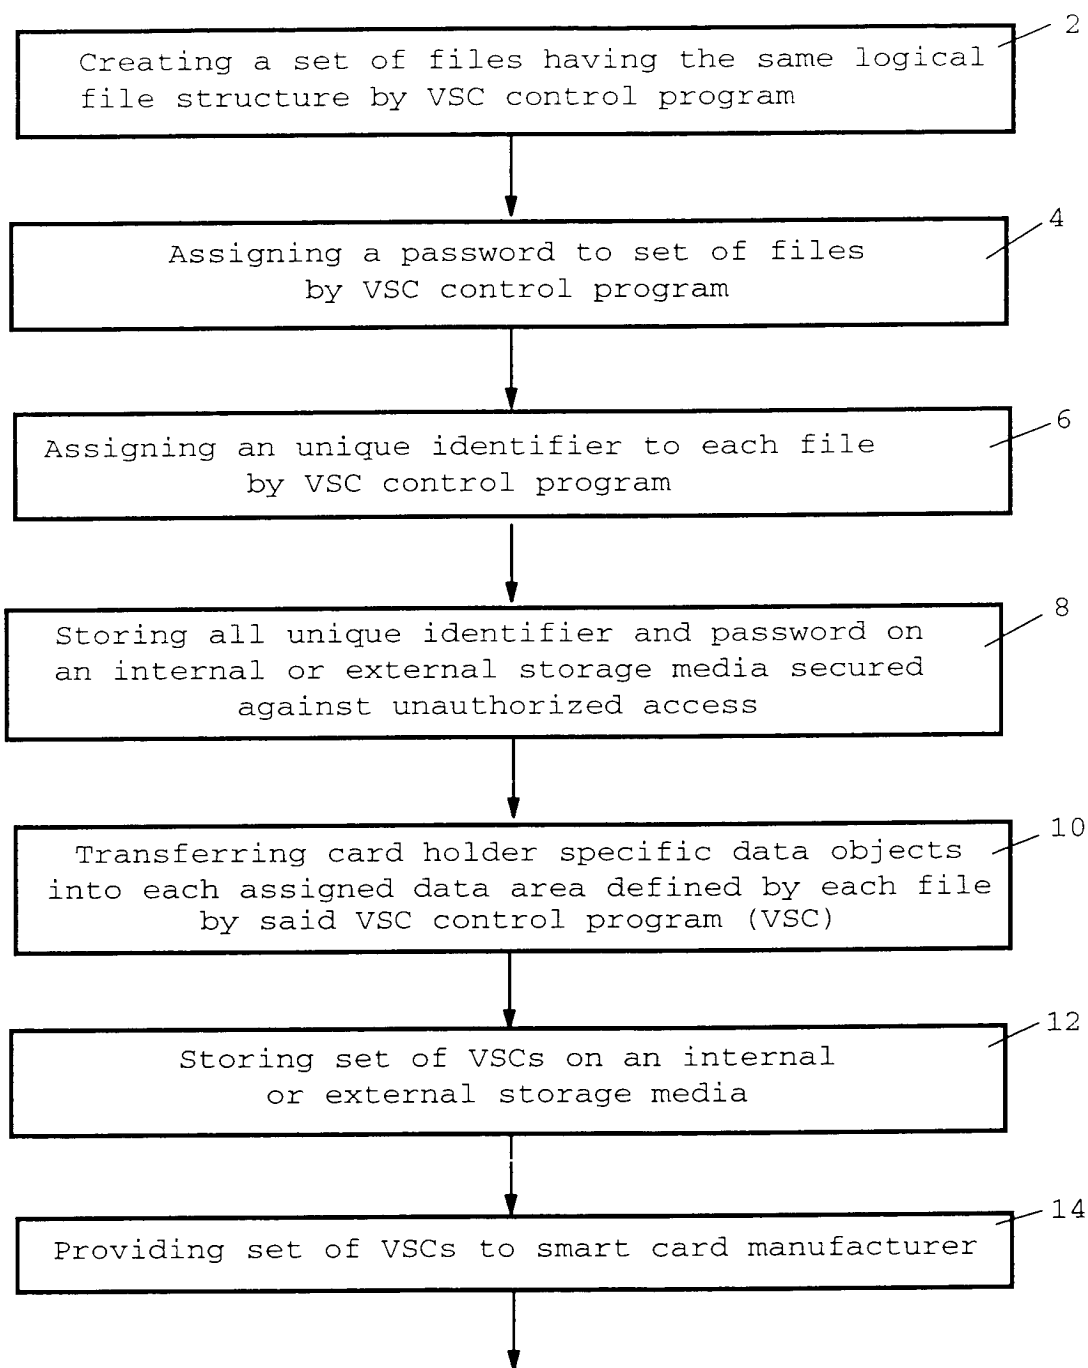 2
Creating a set of files having the same logical
file structure by VSC control program
4
Assigning a password to set of files
by VSC control program
6
Assigning an unique identifier to each file
by VSC control program
8
Storing all unique identifier and password on
an internal or external storage media secured
against unauthorized access
10
Transferring card holder specific data objects
into each assigned data area defined by each file
by said VSC control program (VSC)
12
Storing set of VSCs on an internal
or external storage media
14
Providing set of VSCs to smart card manufacturer